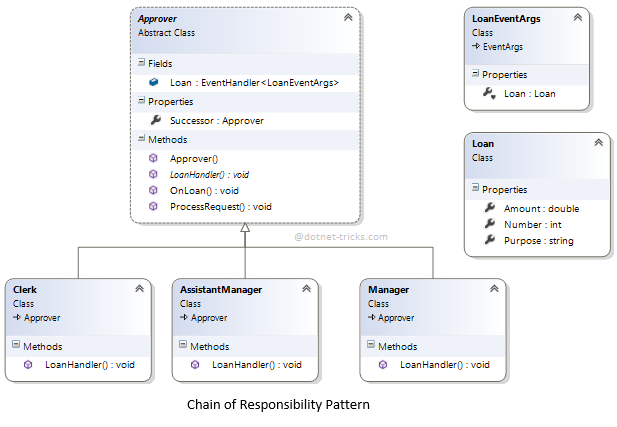 Approver
Abstract Class
Fields
Loan : EventHandler<LoanEventArgs>
Properties
Successor : Approver
Methods
Approver()
LoanHandler() : void
OnLoan() : void
ProcessRequest() : void
LoanEventArgs
Class
EventArgs
Properties
Loan : Loan
Loan
Class
Properties
Amount : double
Number : int
Purpose : string
@dotnet-tricks.com
Clerk
Class
Approver
Methods
LoanHandler() : void
AssistantManager
Class
Approver
Methods
LoanHandler() : void
Manager
Class
Approver
Methods
LoanHandler() : void
Chain of Responsibility Pattern